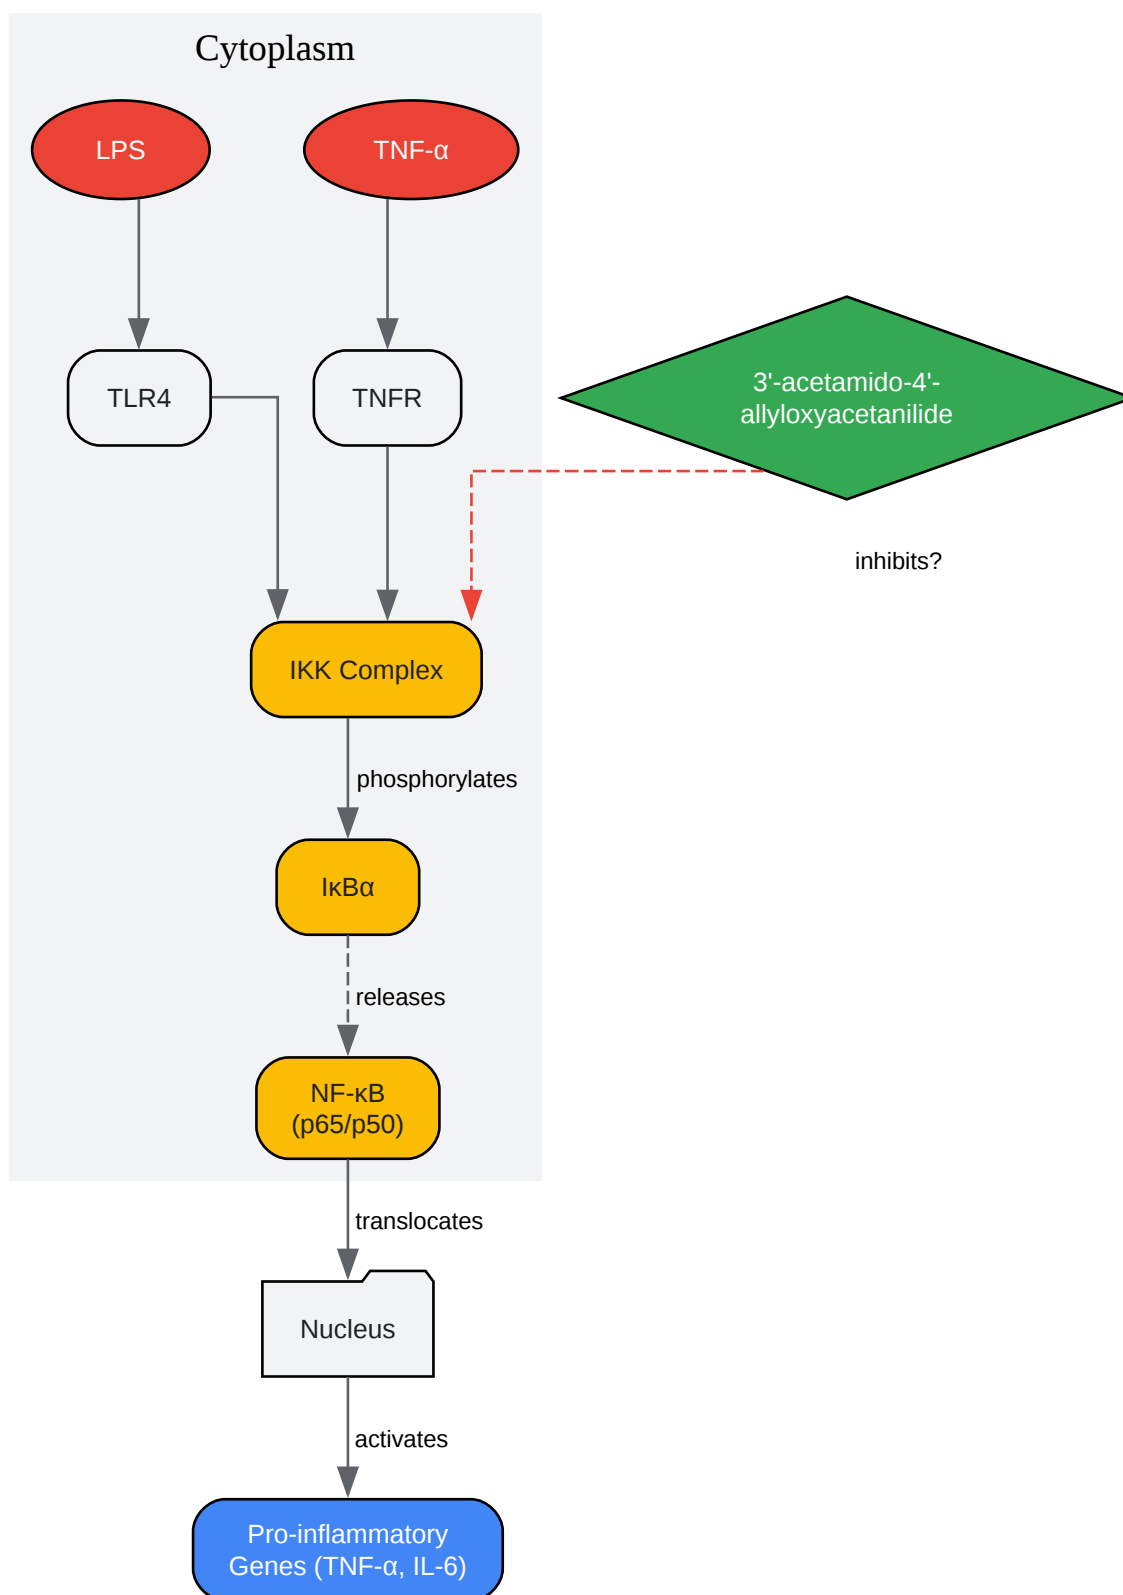 Cytoplasm
LPS
TNF-α
TLR4
TNFR
3'-acetamido-4'-
allyloxyacetanilide
inhibits?
IKK Complex
phosphorylates
IκBα
releases
NF-κB
(p65/p50)
translocates
Nucleus
activates
Pro-inflammatory
Genes (TNF-α, IL-6)